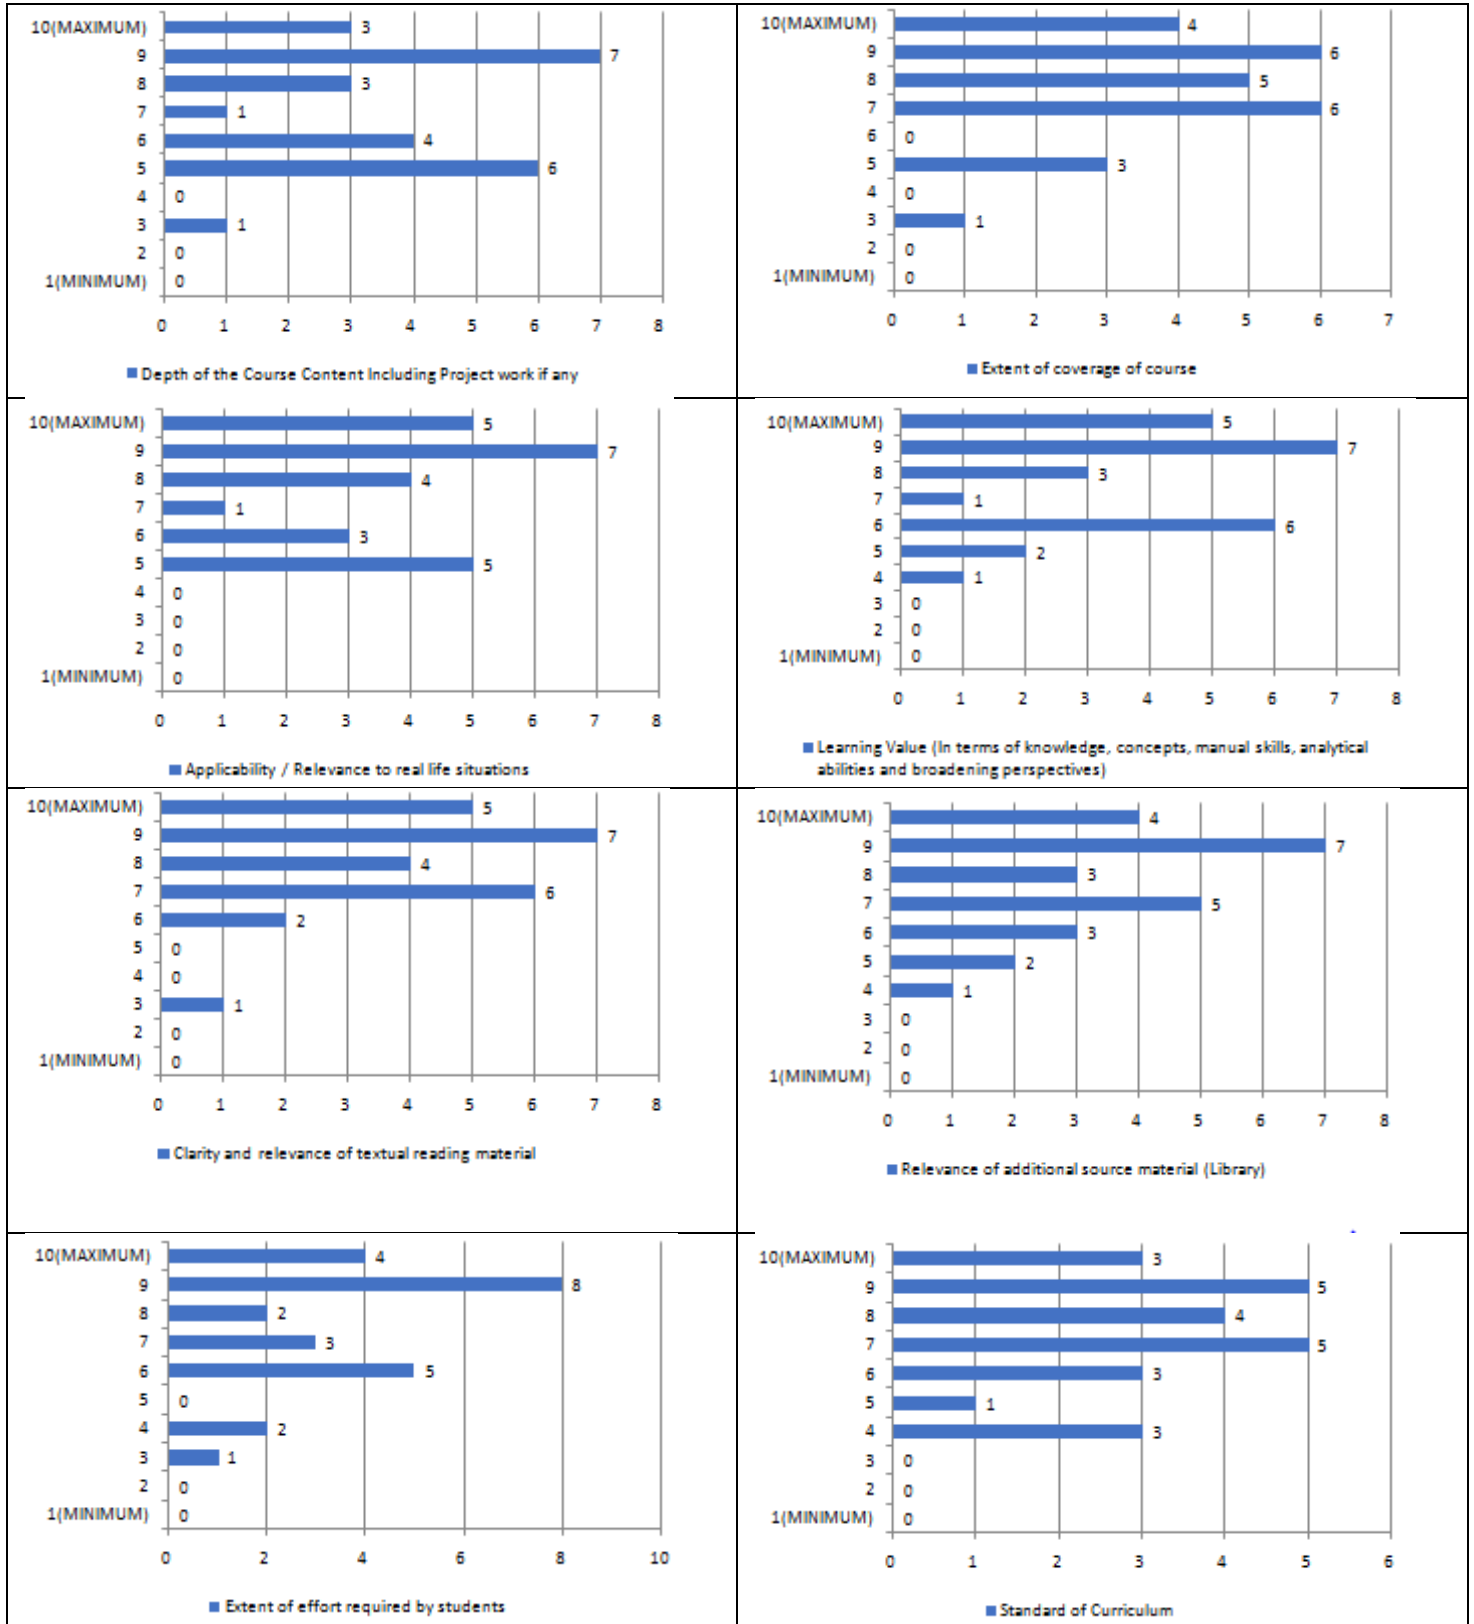 10(MAXIMUM) 3
9 7
8 3
7 1
6 4
5 6
4 0
3 1
2 0
1(MINIMUM) 0
0 1 2 3 4 5 6 7 8
Depth of the Course Content Including Project work if any
10(MAXIMUM) 4
9 6
8 5
7 6
6 0
5 3
4 0
3 1
2 0
1(MINIMUM) 0
0 1 2 3 4 5 6 7
Extent of coverage of course
10(MAXIMUM) 5
9 7
8 4
7 1
6 3
5 5
4 0
3 0
2 0
1(MINIMUM) 0
0 1 2 3 4 5 6 7 8
Applicability / Relevance to real life situations
10(MAXIMUM) 5
9 7
8 3
7 1
6 6
5 2
4 1
3 0
2 0
1(MINIMUM) 0
0 1 2 3 4 5 6 7 8
Learning Value (In terms of knowledge, concepts, manual skills, analytical
abilities and broadening perspectives)
10(MAXIMUM) 5
9 7
8 4
7 6
6 2
5 0
4 0
3 1
2 0
1(MINIMUM) 0
0 1 2 3 4 5 6 7 8
Clarity and relevance of textual reading material
10(MAXIMUM) 4
9 7
8 3
7 5
6 3
5 2
4 1
3 0
2 0
1(MINIMUM) 0
0 1 2 3 4 5 6 7 8
Relevance of additional source material (Library)
10(MAXIMUM) 4
9 8
8 2
7 3
6 5
5 0
4 2
3 1
2 0
1(MINIMUM) 0
0 2 4 6 8 10
Extent of effort required by students
10(MAXIMUM) 3
9 5
8 4
7 5
6 3
5 1
4 3
3 0
2 0
1(MINIMUM) 0
0 1 2 3 4 5 6
Standard of Curriculum